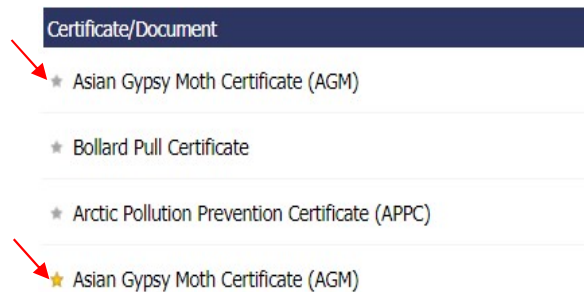 Certificate/Document
Asian Gypsy Moth Certificate (AGM)
Bollard Pull Certificate
Arctic Pollution Prevention Certificate (APPC)
Asian Gypsy Moth Certificate (AGM)